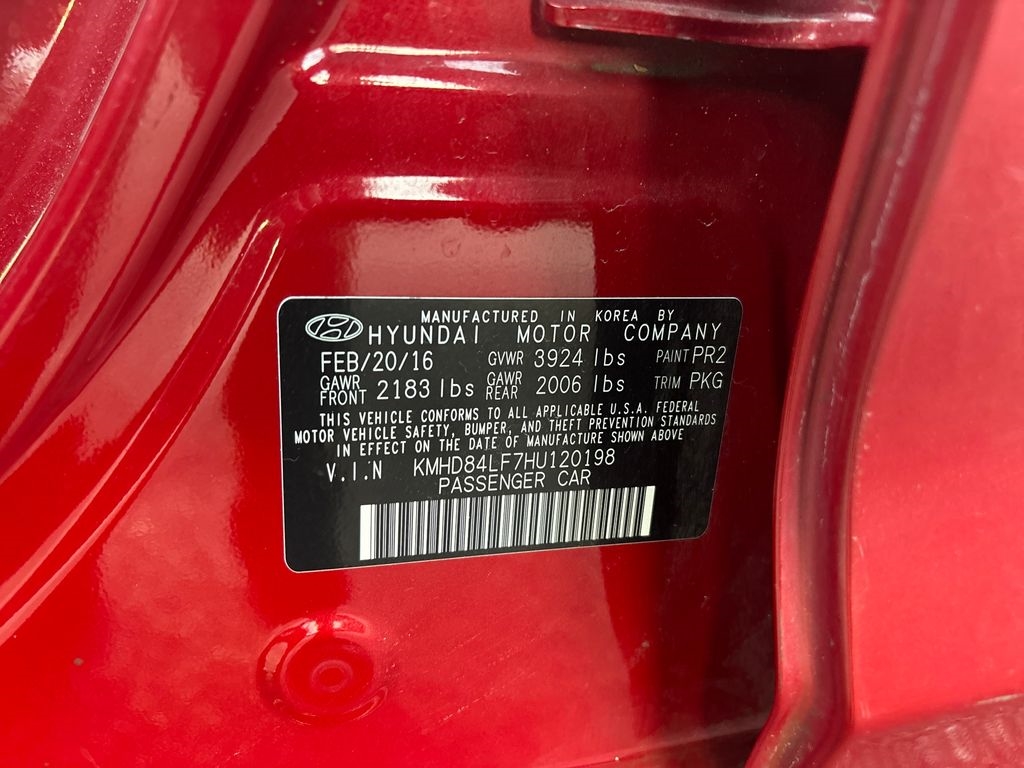 MANUFACTURED IN KOREA BY
HYUNDAI MOTOR COMPANY
FEB/20/16 GVWR 3924 lbs PAINT PR2
GAWR FRONT 2183 lbs GAWR REAR 2006 lbs TRIM PKG
THIS VEHICLE CONFORMS TO ALL APPLICABLE U.S.A. FEDERAL
MOTOR VEHICLE SAFETY, BUMPER, AND THEFT PREVENTION STANDARDS
IN EFFECT ON THE DATE OF MANUFACTURE SHOWN ABOVE
V.I.N KMHD84LF7HU120198
PASSENGER CAR